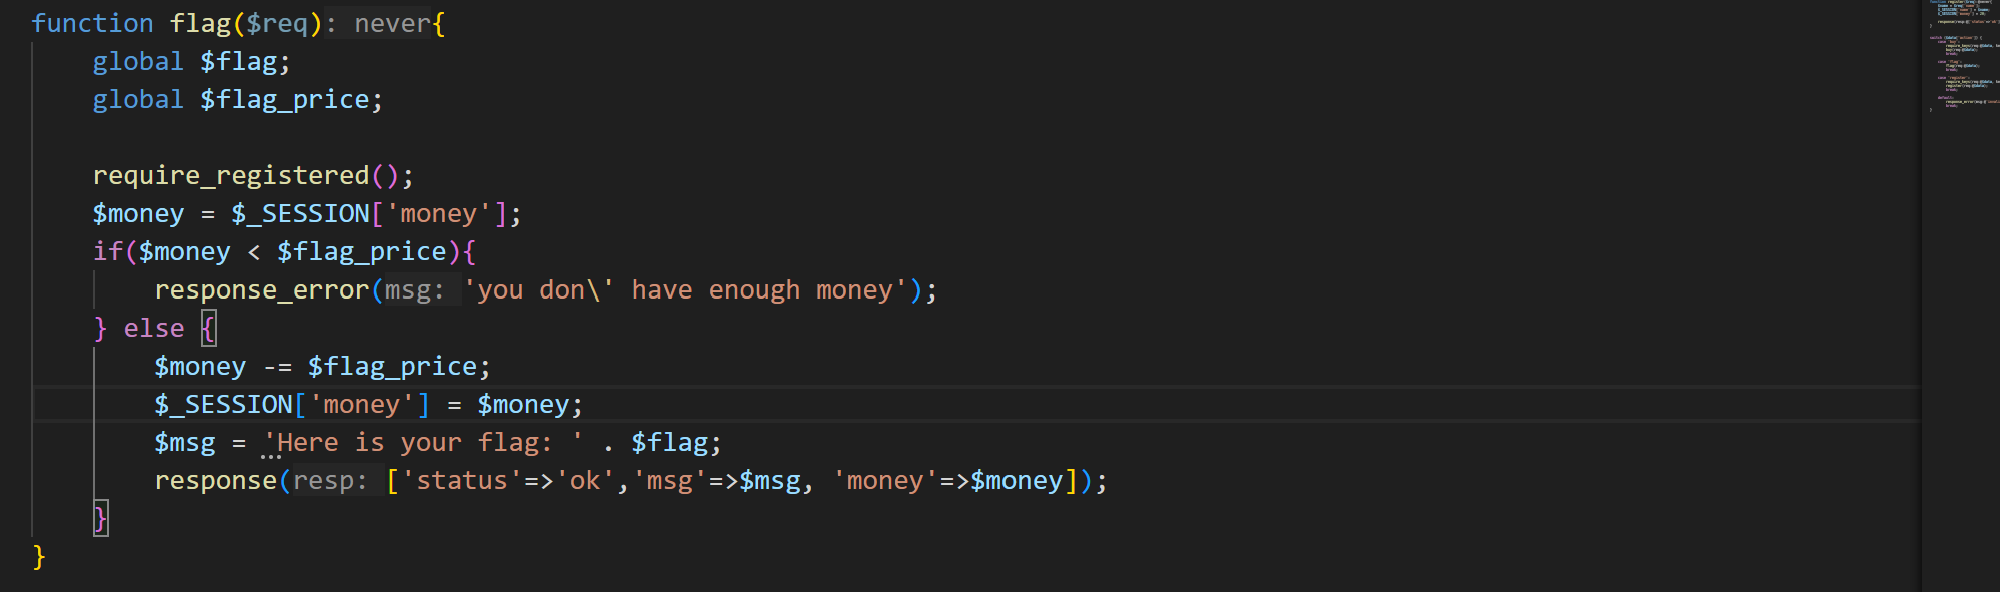 function flag($req): never{
global $flag;
global $flag_price;
require_registered();
$money = $_SESSION['money'];
if($money < $flag_price){
response_error(msg: 'you don\' have enough money');
} else {
$money -= $flag_price;
$_SESSION['money'] = $money;
$msg = 'Here is your flag: ' . $flag;
response(resp: ['status'=>'ok','msg'=>$msg, 'money'=>$money]);
}
}